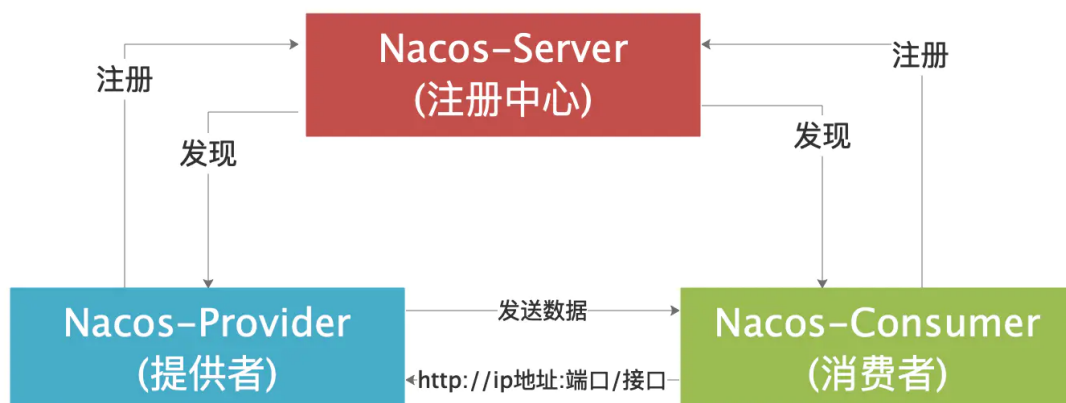 Nacos-Server
(注册中心)
注册
注册
发现
发现
Nacos-Provider
(提供者)
发送数据
http://ip地址:端口/接口
Nacos-Consumer
(消费者)